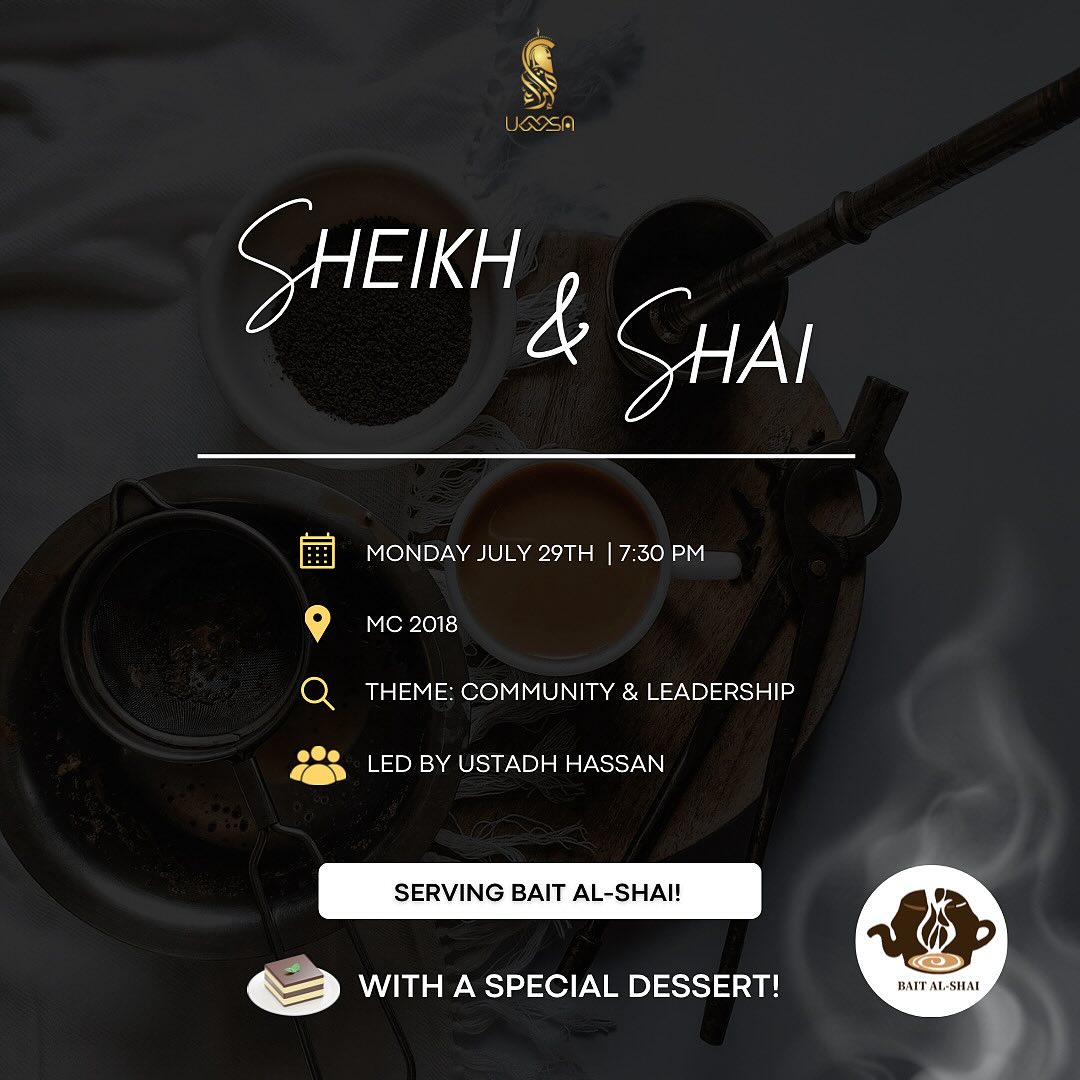 SHEIKH
& SHAI
MONDAY JULY 29TH | 7:30 PM
MC 2018
THEME: COMMUNITY & LEADERSHIP
LED BY USTADH HASSAN
SERVING BAIT AL-SHAI!
WITH A SPECIAL DESSERT!
BAIT AL-SHAI